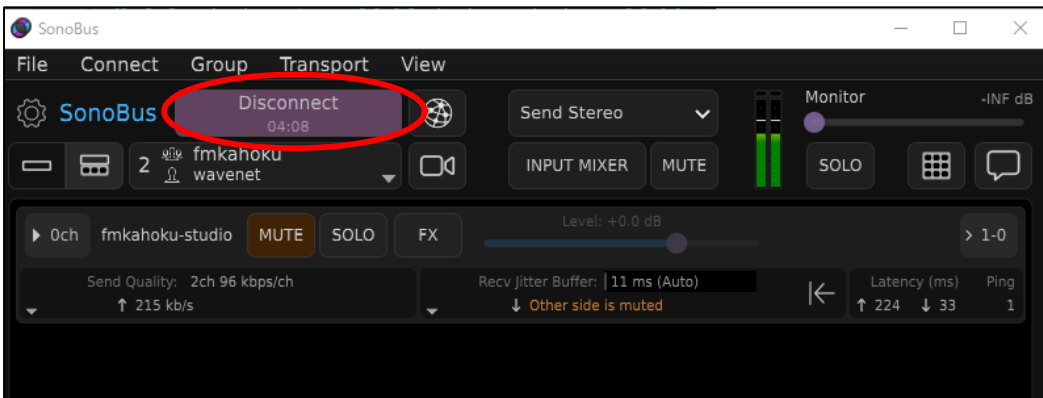 SonoBus
File Connect Group Transport View
SonoBus
Disconnect
04:08
Send Stereo
Monitor
-INF dB
2
fmkahoku
wavenet
INPUT MIXER
MUTE
SOLO
0ch
fmkahoku-studio
MUTE
SOLO
FX
Level: +0.0 dB
> 1-0
Send Quality: 2ch 96 kbps/ch
↑ 215 kb/s
Recv Jitter Buffer: 11 ms (Auto)
↓ Other side is muted
Latency (ms)
↑ 224 ↓ 33
Ping
1